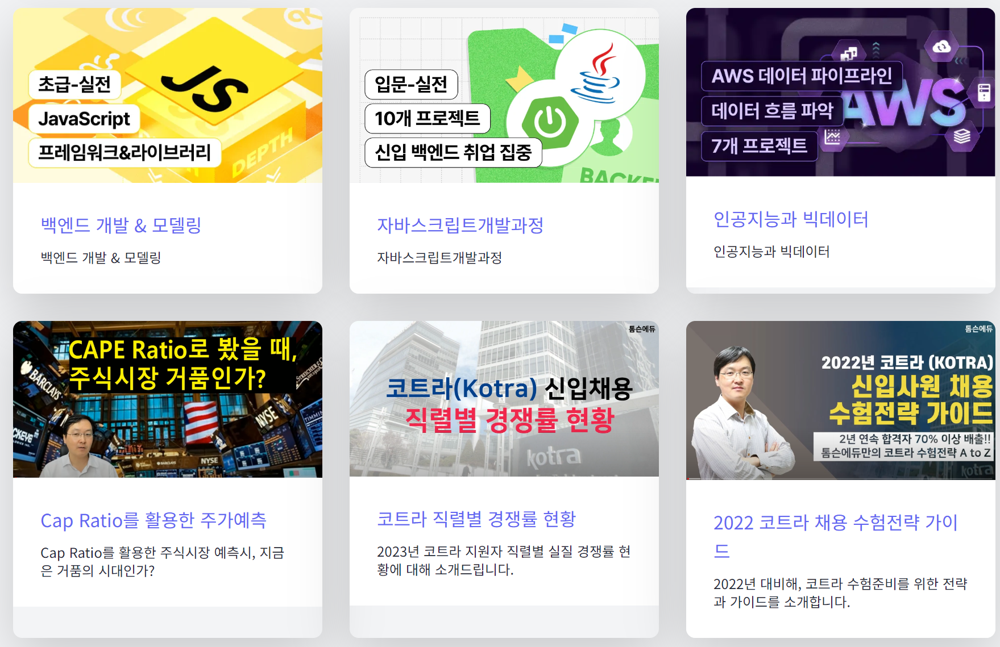 초급-실전
JavaScript
프레임워크&라이브러리
JS
DEPTH
백엔드 개발 & 모델링
백엔드 개발 & 모델링
입문-실전
10개 프로젝트
신입 백엔드 취업 집중
자바스크립트개발과정
자바스크립트개발과정
AWS 데이터 파이프라인
데이터 흐름 파악
7개 프로젝트
AWS
인공지능과 빅데이터
인공지능과 빅데이터
CAPE Ratio로 봤을 때,
주식시장 거품인가?
BARCLAYS
NYSE
BARCLAYS
NYSE
Cap Ratio를 활용한 주가예측
Cap Ratio를 활용한 주식시장 예측시, 지금
은 거품의 시대인가?
톰슨에듀
코트라(Kotra) 신입채용
직렬별 경쟁률 현황
kotra
코트라 직렬별 경쟁률 현황
2023년 코트라 지원자 직렬별 실질 경쟁률 현
황에 대해 소개드립니다.
톰슨에듀
2022년 코트라 (KOTRA)
신입사원 채용
수험전략 가이드
2년 연속 합격자 70% 이상 배출!!
톰슨에듀만의 코트라 수험전략 A to Z
kotra
2022 코트라 채용 수험전략 가이
드
2022년 대비해, 코트라 수험준비를 위한 전략
과 가이드를 소개합니다.